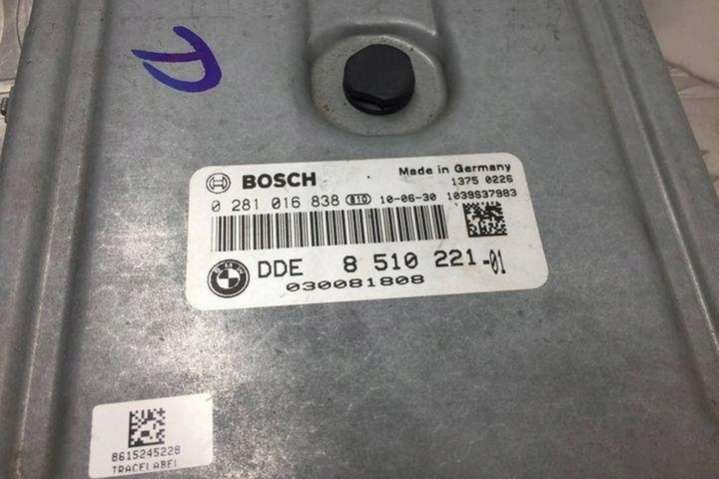 D
BOSCH
Made in Germany
1375 0226
0 281 016 838 B10 10-06-30 1039S37983
DDE 8 510 221-01
030081808
8615245228
TRACELABEL